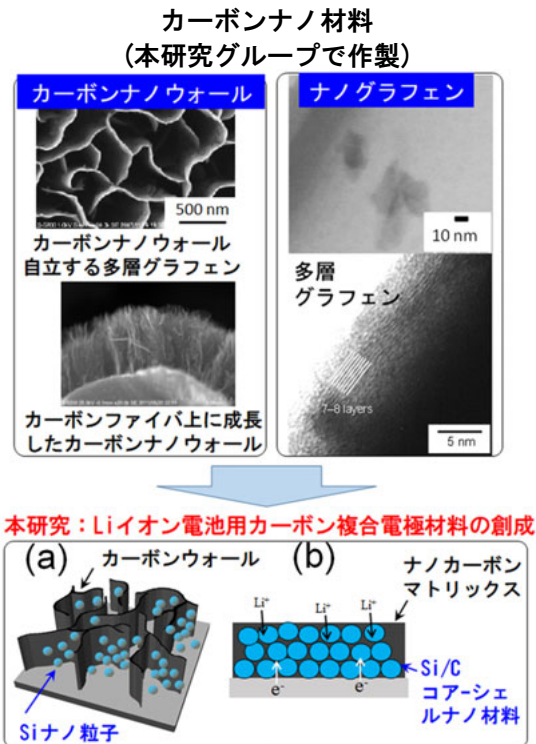 カーボンナノ材料
(本研究グループで作製)
カーボンナノウォール
500 nm
カーボンナノウォール
自立する多層グラフェン
カーボンファイバ上に成長
したカーボンナノウォール
ナノグラフェン
10 nm
多層
グラフェン
7–8 layers
5 nm
本研究：Liイオン電池用カーボン複合電極材料の創成
(a)
カーボンウォール
Siナノ粒子
(b)
ナノカーボン
マトリックス
Li⁺
Li⁺
Li⁺
Si/C
コアーシェ
ルナノ材料
e⁻
e⁻